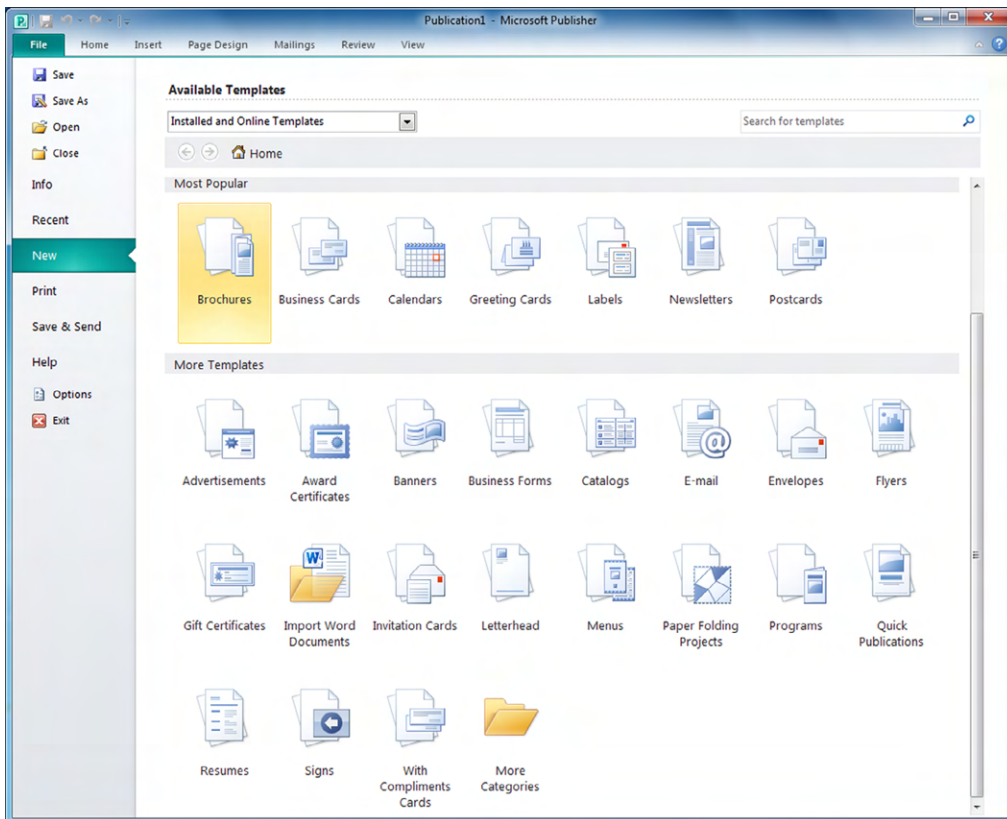 Publication1 - Microsoft Publisher
File Home Insert Page Design Mailings Review View
Save
Save As
Open
Close
Info
Recent
New
Print
Save & Send
Help
Options
Exit
Available Templates
Installed and Online Templates
Search for templates
Home
Most Popular
Brochures Business Cards Calendars Greeting Cards Labels Newsletters Postcards
More Templates
Advertisements Award Certificates Banners Business Forms Catalogs E-mail Envelopes Flyers
Gift Certificates Import Word Documents Invitation Cards Letterhead Menus Paper Folding Projects Programs Quick Publications
Resumes Signs With Compliments Cards More Categories